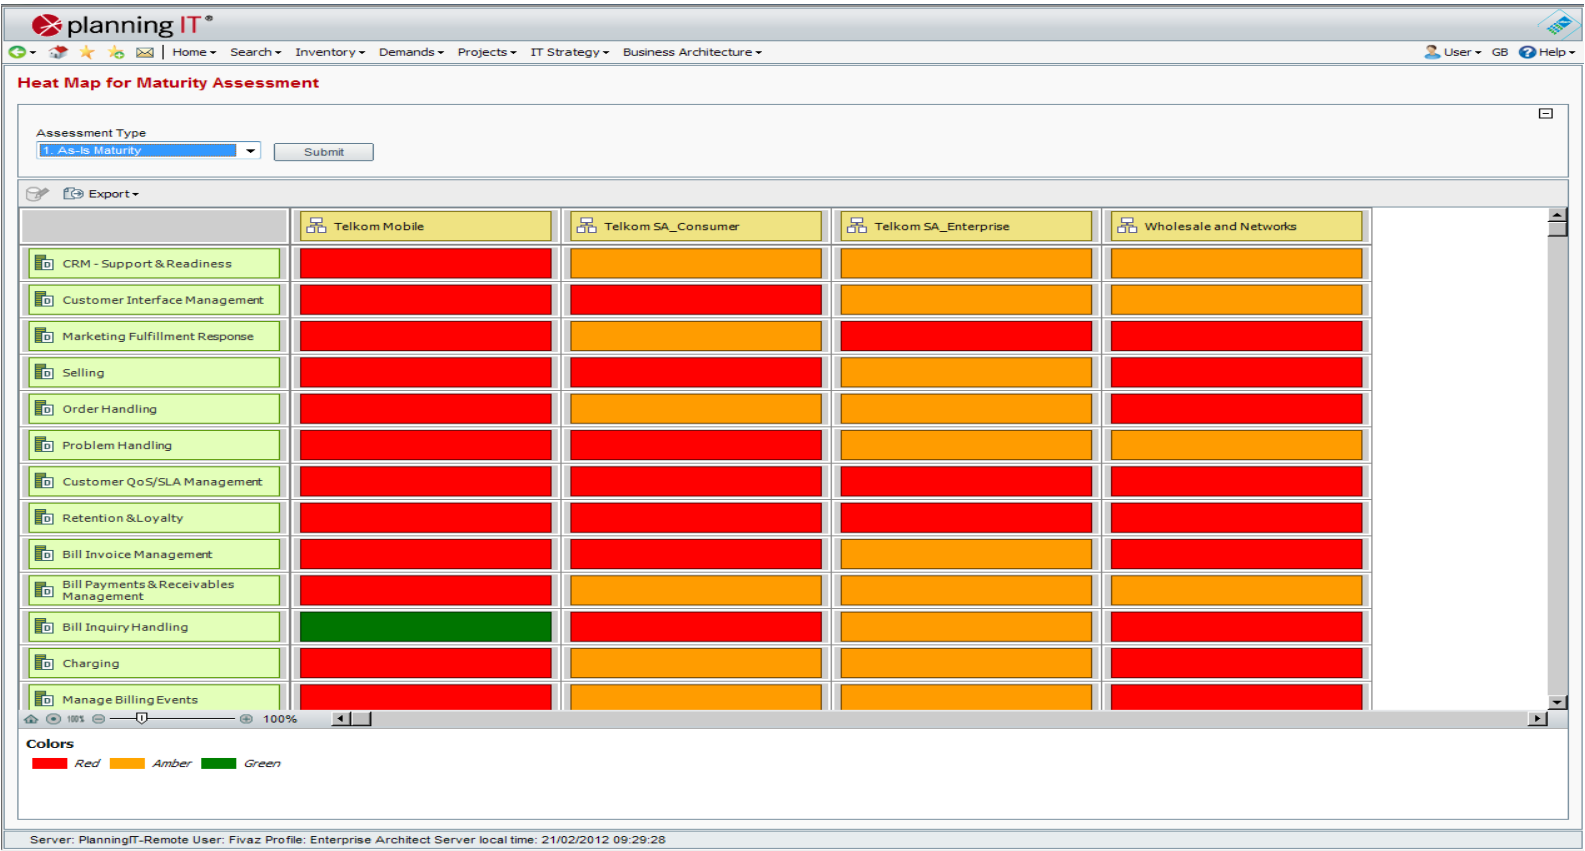 planning IT®
Home Search Inventory Demands Projects IT Strategy Business Architecture User GB Help
Heat Map for Maturity Assessment
Assessment Type
1. As-Is Maturity Submit
Export
Telkom Mobile Telkom SA_Consumer Telkom SA_Enterprise Wholesale and Networks
CRM - Support & Readiness
Customer Interface Management
Marketing Fulfillment Response
Selling
Order Handling
Problem Handling
Customer QoS/SLA Management
Retention & Loyalty
Bill Invoice Management
Bill Payments & Receivables
Management
Bill Inquiry Handling
Charging
Manage Billing Events
100% 100%
Colors
Red Amber Green
Server: PlanningIT-Remote User: Fivaz Profile: Enterprise Architect Server local time: 21/02/2012 09:29:28